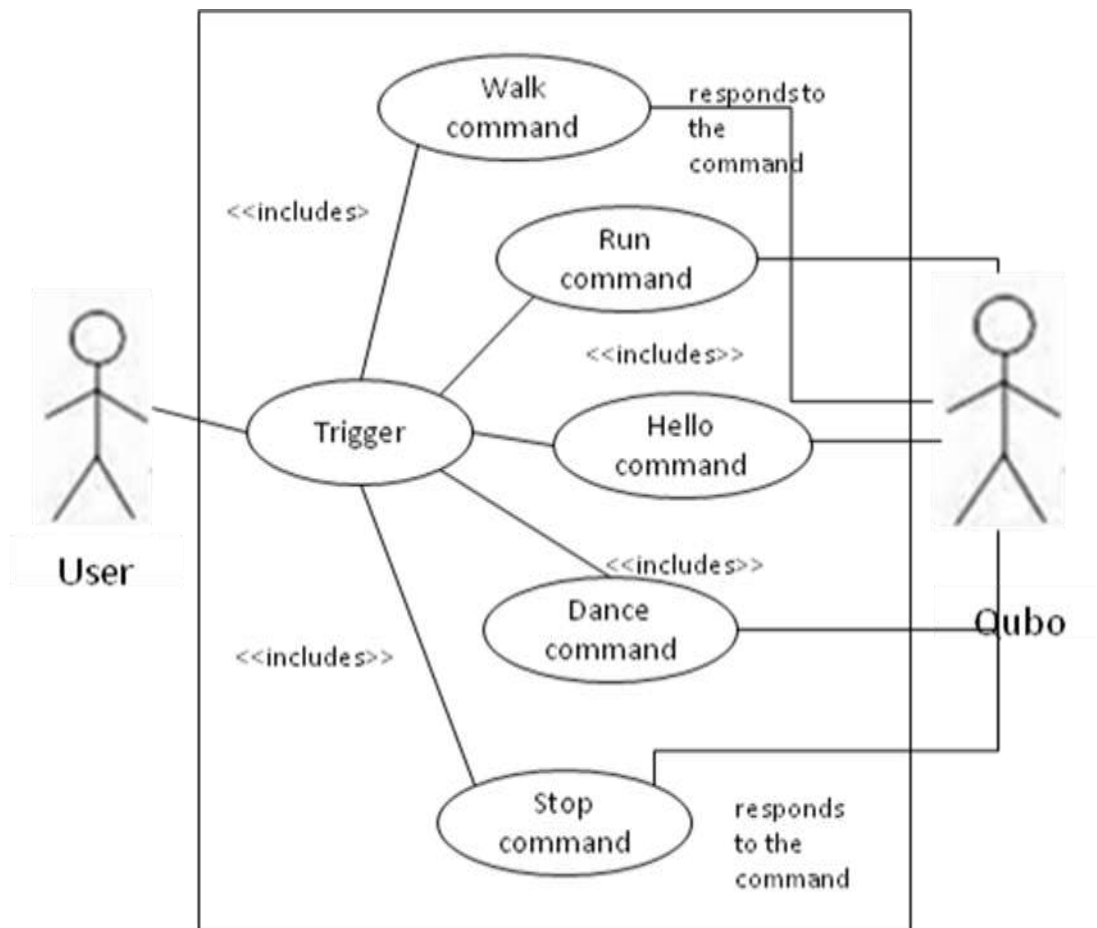 Walk
command
responds to
the
command
<<includes>
Run
command
<<includes>>
Trigger
Hello
command
User
<<includes>>
Dance
command
Qubo
<<includes>>
Stop
command
responds
to the
command